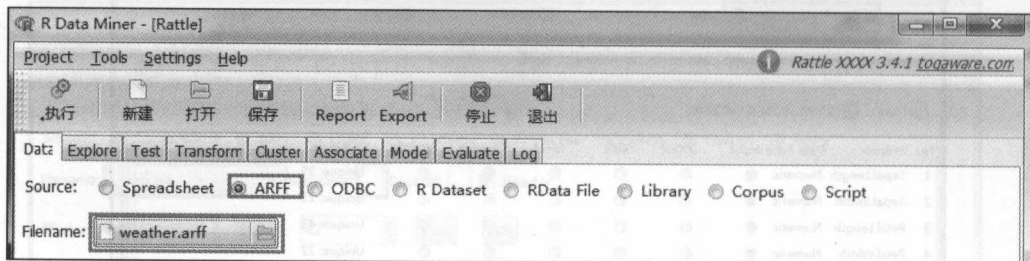 R Data Miner - [Rattle]
Project Tools Settings Help
Rattle XXXX 3.4.1 togaware.com
执行 新建 打开 保存 Report Export 停止 退出
Data Explore Test Transform Cluster Associate Mode Evaluate Log
Source: Spreadsheet ARFF ODBC R Dataset RData File Library Corpus Script
Filename: weather.arff